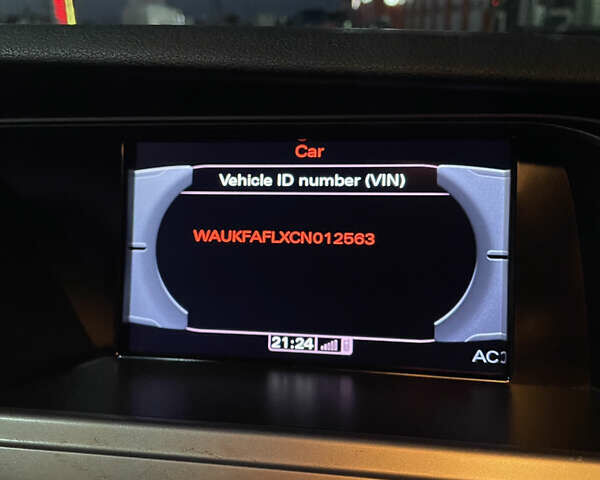 Car
Vehicle ID number (VIN)
WAUKFAFLXCN012563
21:24
AC